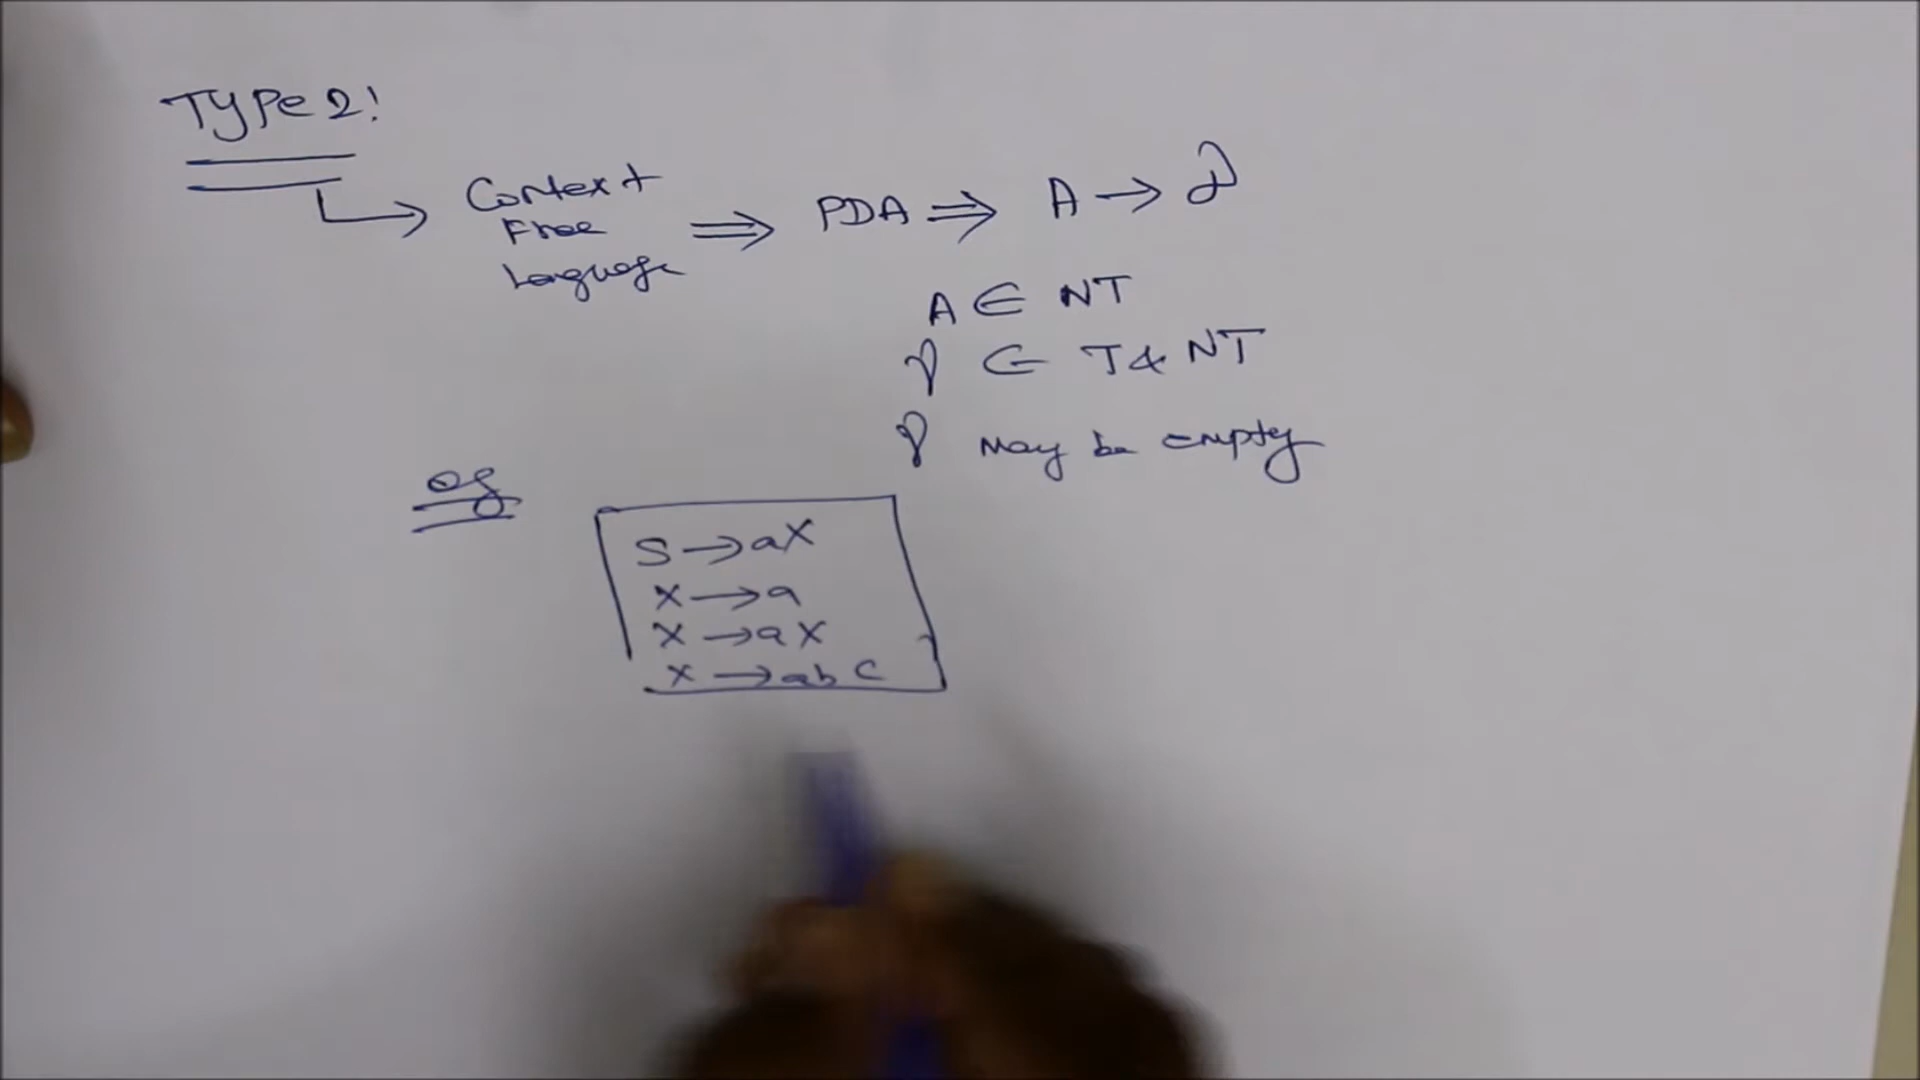 Type 2:
Context Free Language ⇒ PDA ⇒ A → γ
A ∈ NT
γ ∈ T & NT
γ may be empty
eg
S → aX
X → a
X → aX
X → abc